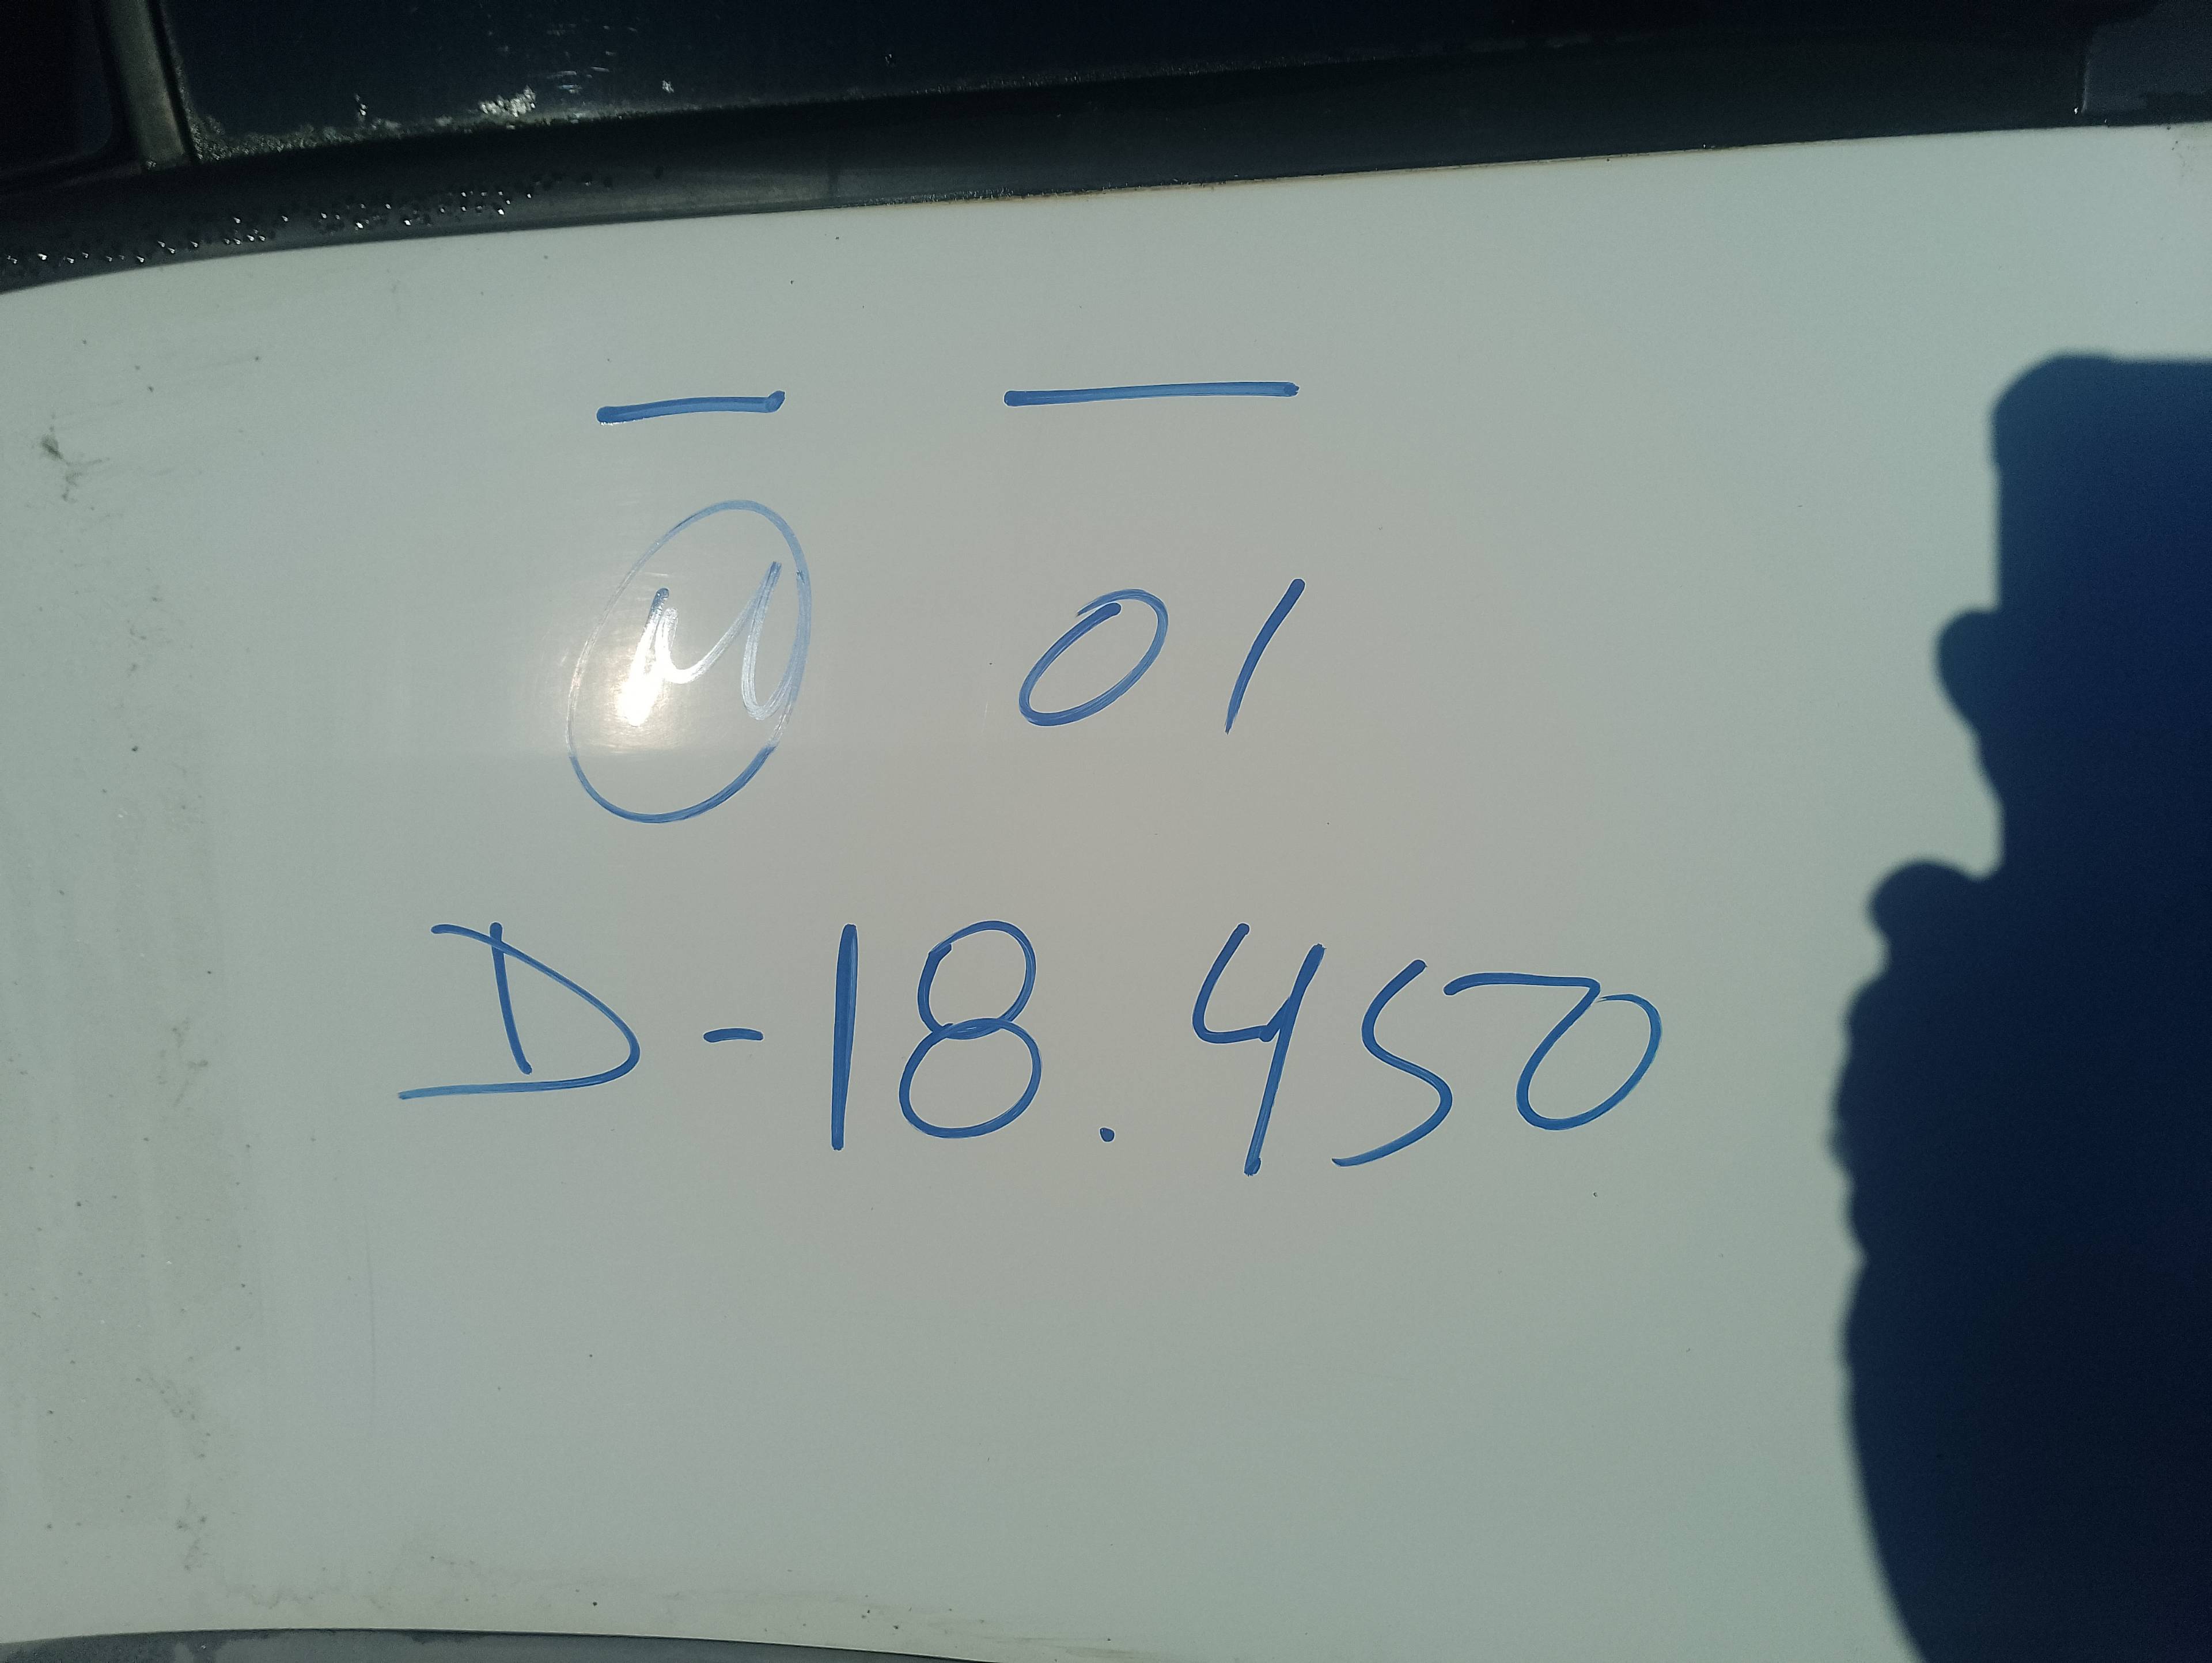 — —
M 01
D-18.450